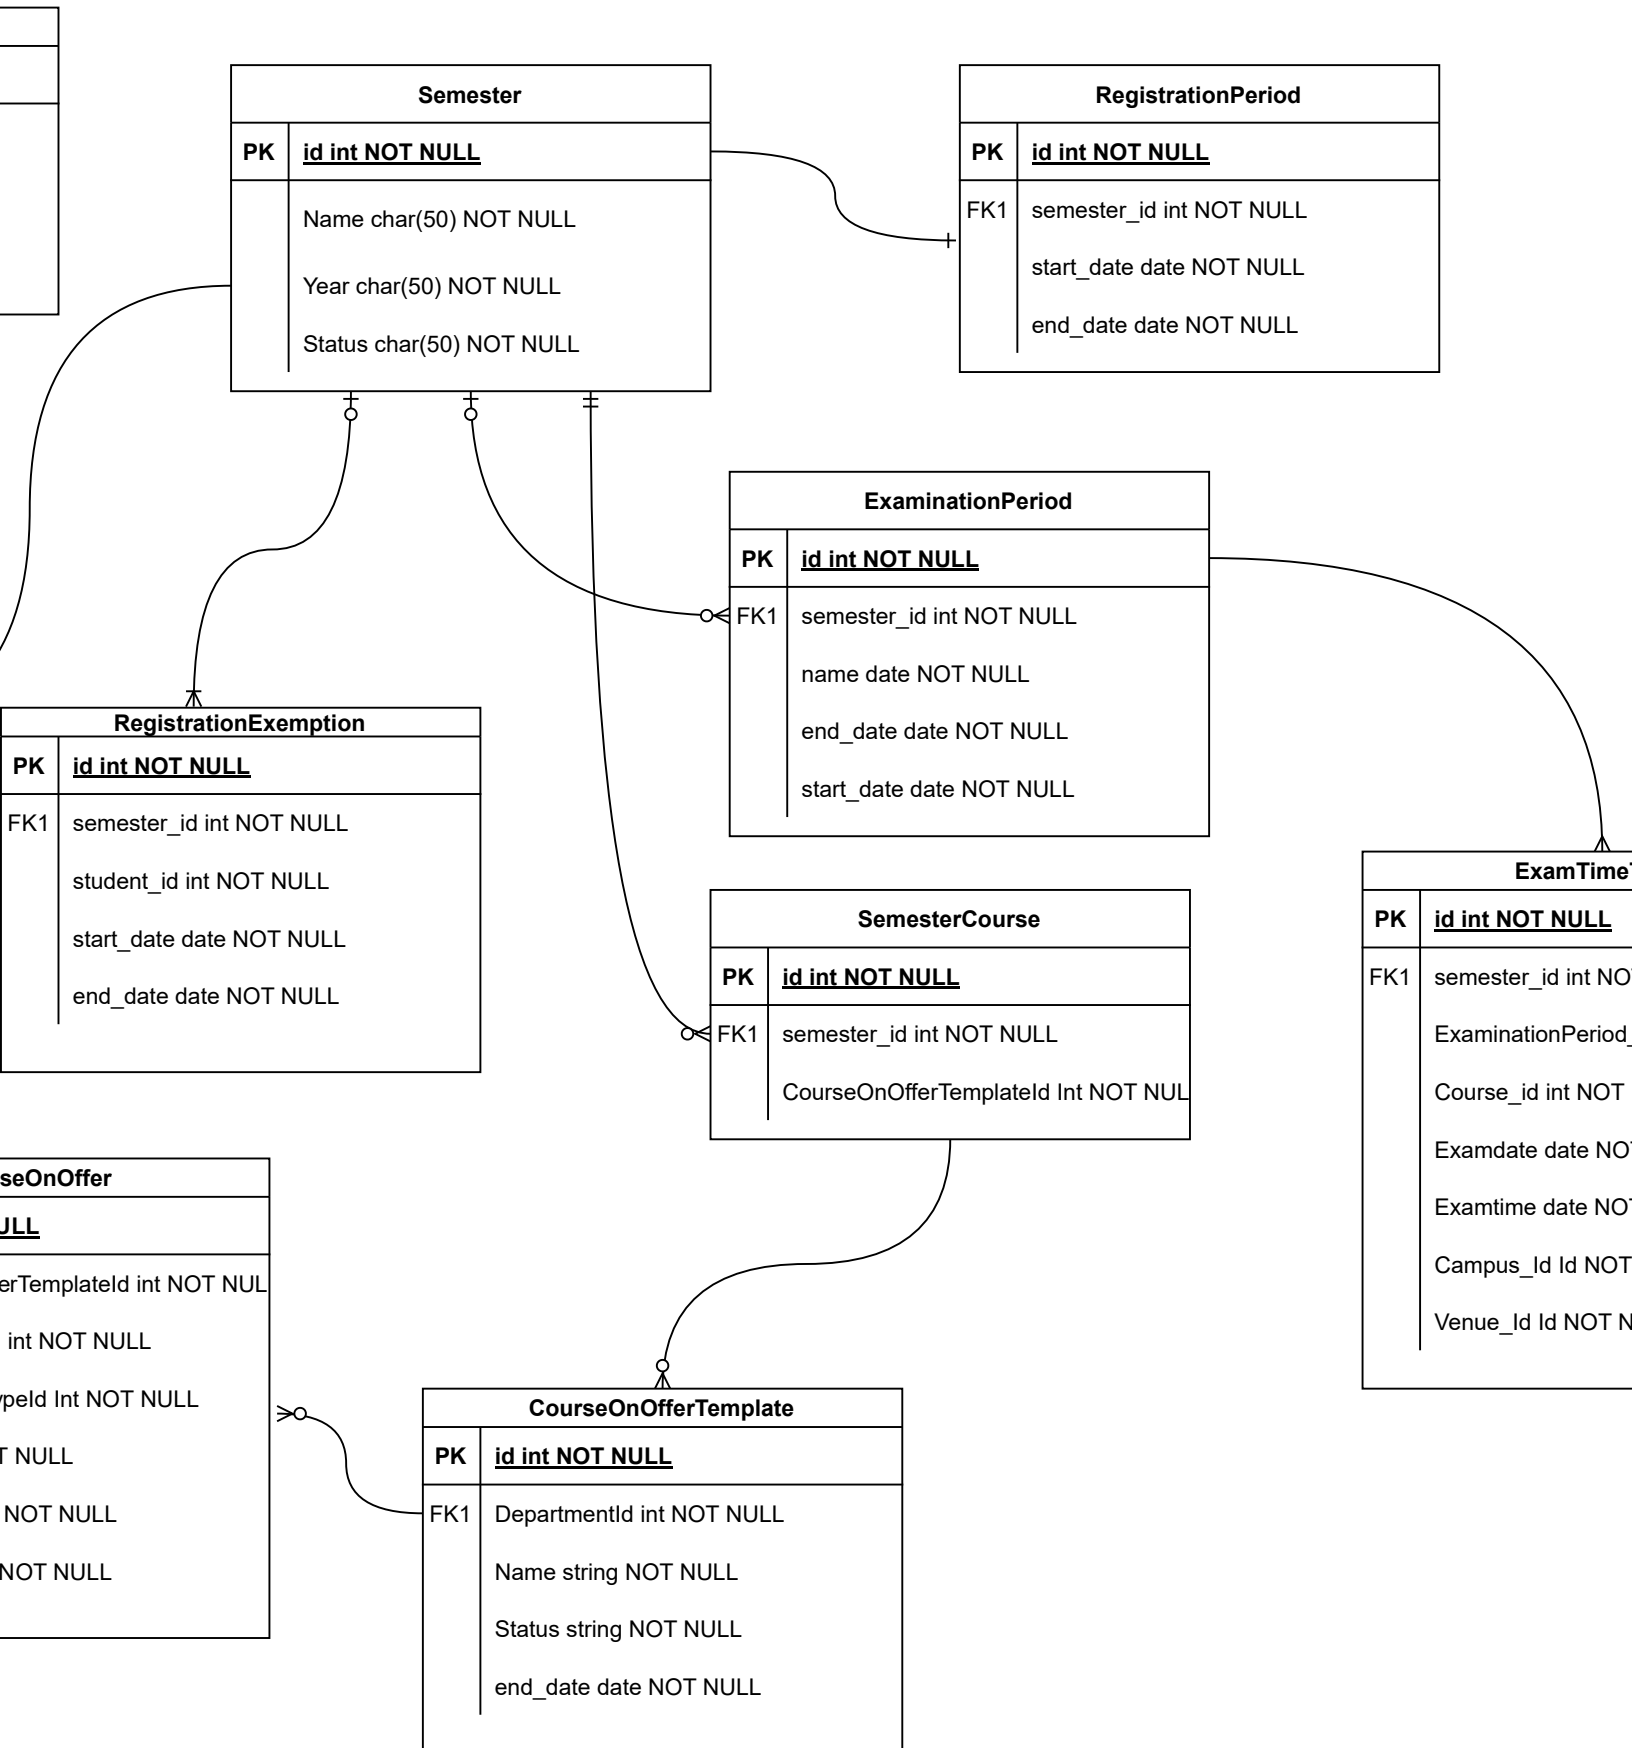 Semester
PK id int NOT NULL
Name char(50) NOT NULL
Year char(50) NOT NULL
Status char(50) NOT NULL
RegistrationPeriod
PK id int NOT NULL
FK1 semester_id int NOT NULL
start_date date NOT NULL
end_date date NOT NULL
ExaminationPeriod
PK id int NOT NULL
FK1 semester_id int NOT NULL
name date NOT NULL
end_date date NOT NULL
start_date date NOT NULL
RegistrationExemption
PK id int NOT NULL
FK1 semester_id int NOT NULL
student_id int NOT NULL
start_date date NOT NULL
end_date date NOT NULL
SemesterCourse
PK id int NOT NULL
FK1 semester_id int NOT NULL
CourseOnOfferTemplateId Int NOT NUL
ExamTime
PK id int NOT NULL
FK1 semester_id int NO
ExaminationPeriod_
Course_id int NOT
Examdate date NO
Examtime date NO
Campus_Id Id NOT
Venue_Id Id NOT N
seOnOffer
ULL
erTemplateId int NOT NUL
int NOT NULL
ypeId Int NOT NULL
T NULL
NOT NULL
NOT NULL
CourseOnOfferTemplate
PK id int NOT NULL
FK1 DepartmentId int NOT NULL
Name string NOT NULL
Status string NOT NULL
end_date date NOT NULL